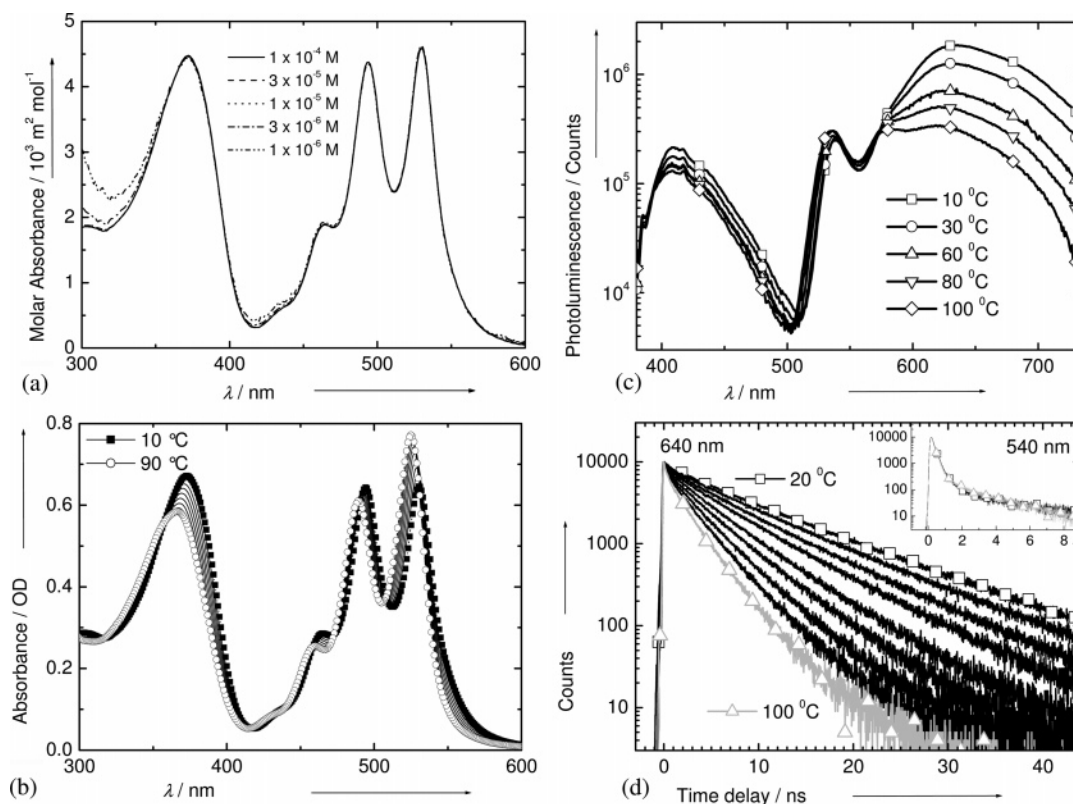 5
4
3
2
1
0
Molar Absorbance / 10³ m² mol⁻¹
1 x 10⁻⁴ M
3 x 10⁻⁵ M
1 x 10⁻⁵ M
3 x 10⁻⁶ M
1 x 10⁻⁶ M
300 400 500 600
(a)
λ / nm
10⁶
10⁵
10⁴
Photoluminescence / Counts
10 ⁰C
30 ⁰C
60 ⁰C
80 ⁰C
100 ⁰C
400 500 600 700
(c)
λ / nm
0.8
0.6
0.4
0.2
0.0
Absorbance / OD
10 °C
90 °C
300 350 400 450 500 550 600
(b)
λ / nm
640 nm
20 ⁰C
100 ⁰C
10000
1000
100
10
Counts
540 nm
10000
1000
100
10
0 2 4 6 8
0 10 20 30 40
(d)
Time delay / ns